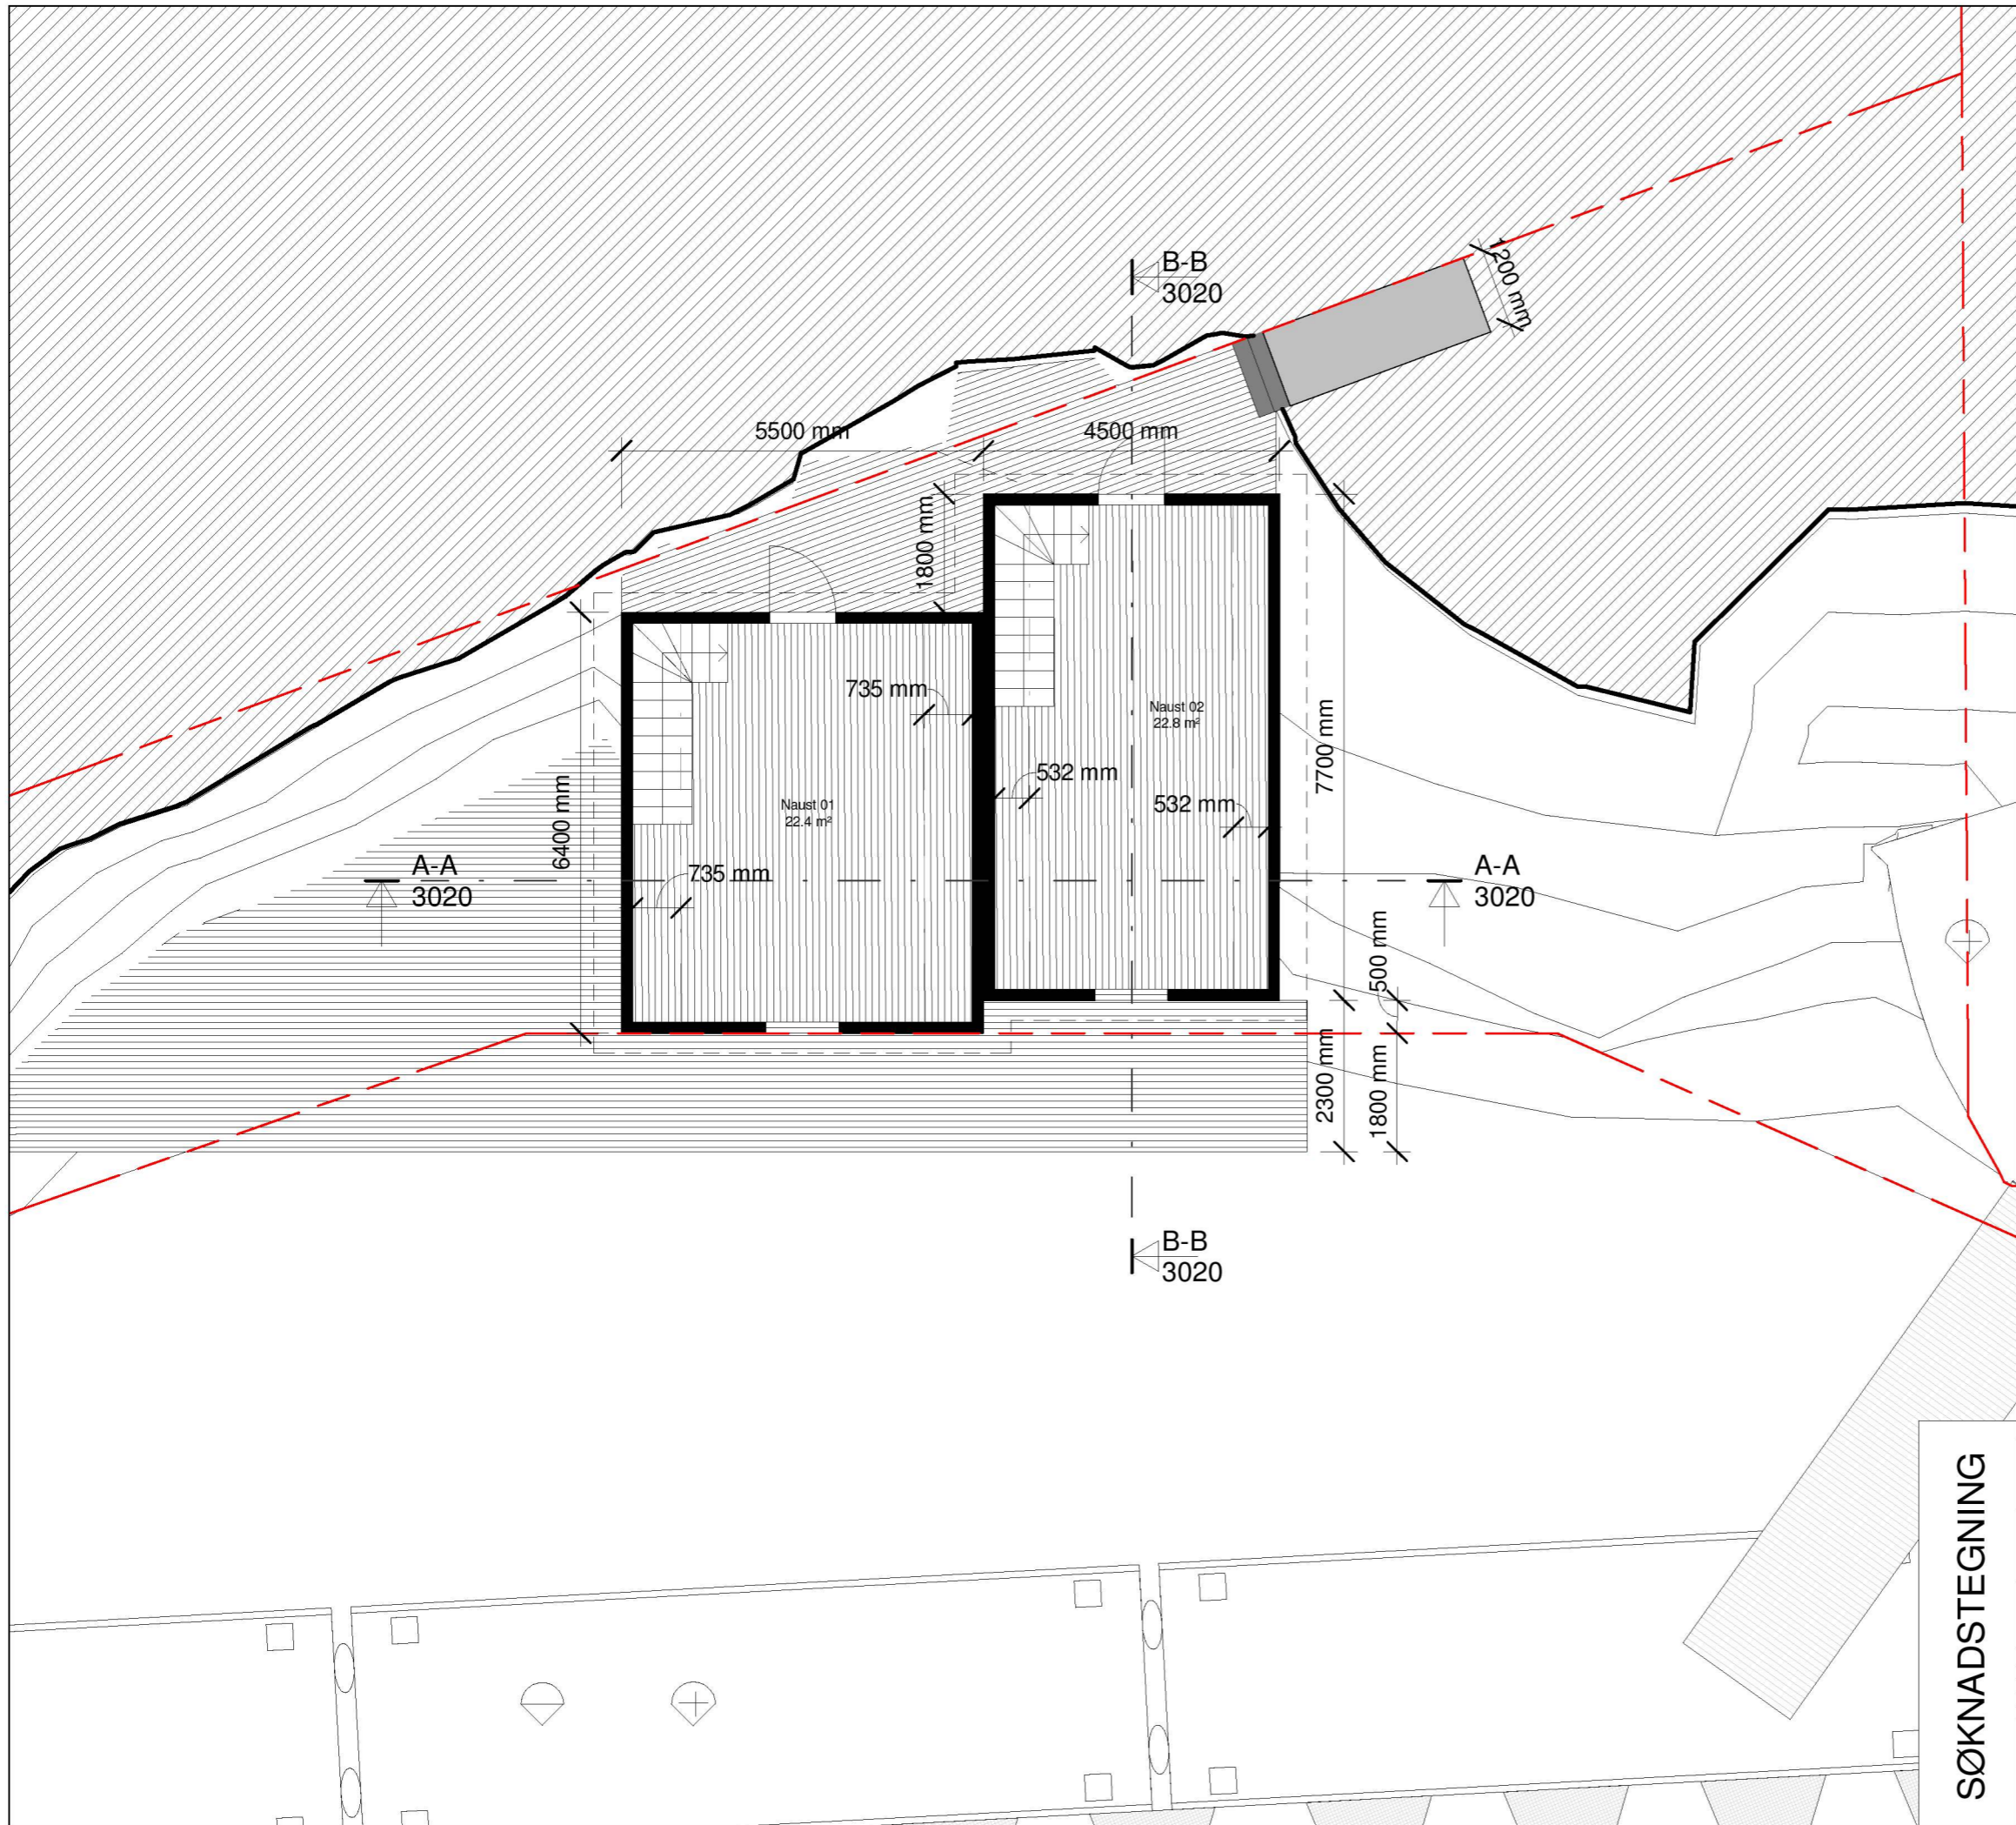 B-B
3020
1200 mm
5500 mm
4500 mm
1800 mm
735 mm
Naust 02
22.8 m²
7700 mm
532 mm
532 mm
Naust 01
22.4 m²
6400 mm
A-A
3020
735 mm
A-A
3020
500 mm
2300 mm
1800 mm
B-B
3020
SØKNADSTEGNING